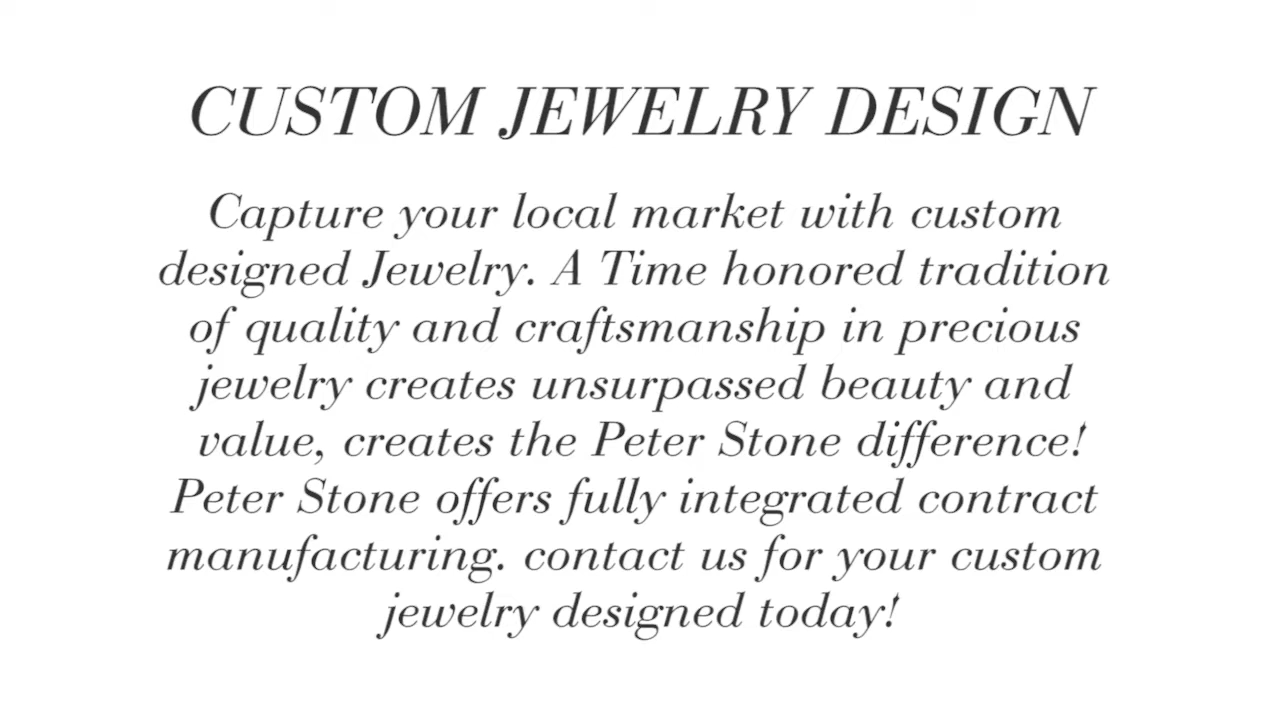 CUSTOM JEWELRY DESIGN
Capture your local market with custom
designed Jewelry. A Time honored tradition
of quality and craftsmanship in precious
jewelry creates unsurpassed beauty and
value, creates the Peter Stone difference!
Peter Stone offers fully integrated contract
manufacturing. contact us for your custom
jewelry designed today!